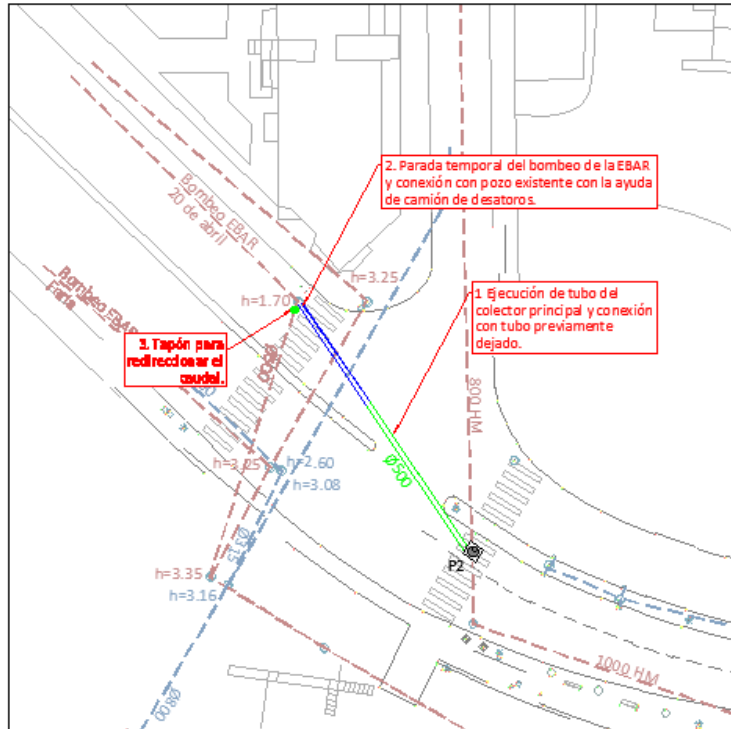 2. Parada temporal del bombeo de la EBAR
y conexión con pozo existente con la ayuda
de camión de desatoros.
Bombeo EBAR
20 de abril
h=3.25
h=1.70
1 Ejecución de tubo del
colector principal y conexión
con tubo previamente
dejado.
Bombeo EBAR
3. Tapón para
redireccionar el
caudal.
800 HM
Ø500
h=3.25
h=2.60
h=3.08
Ø315
P2
h=3.35
h=3.16
1000 HM
Ø800